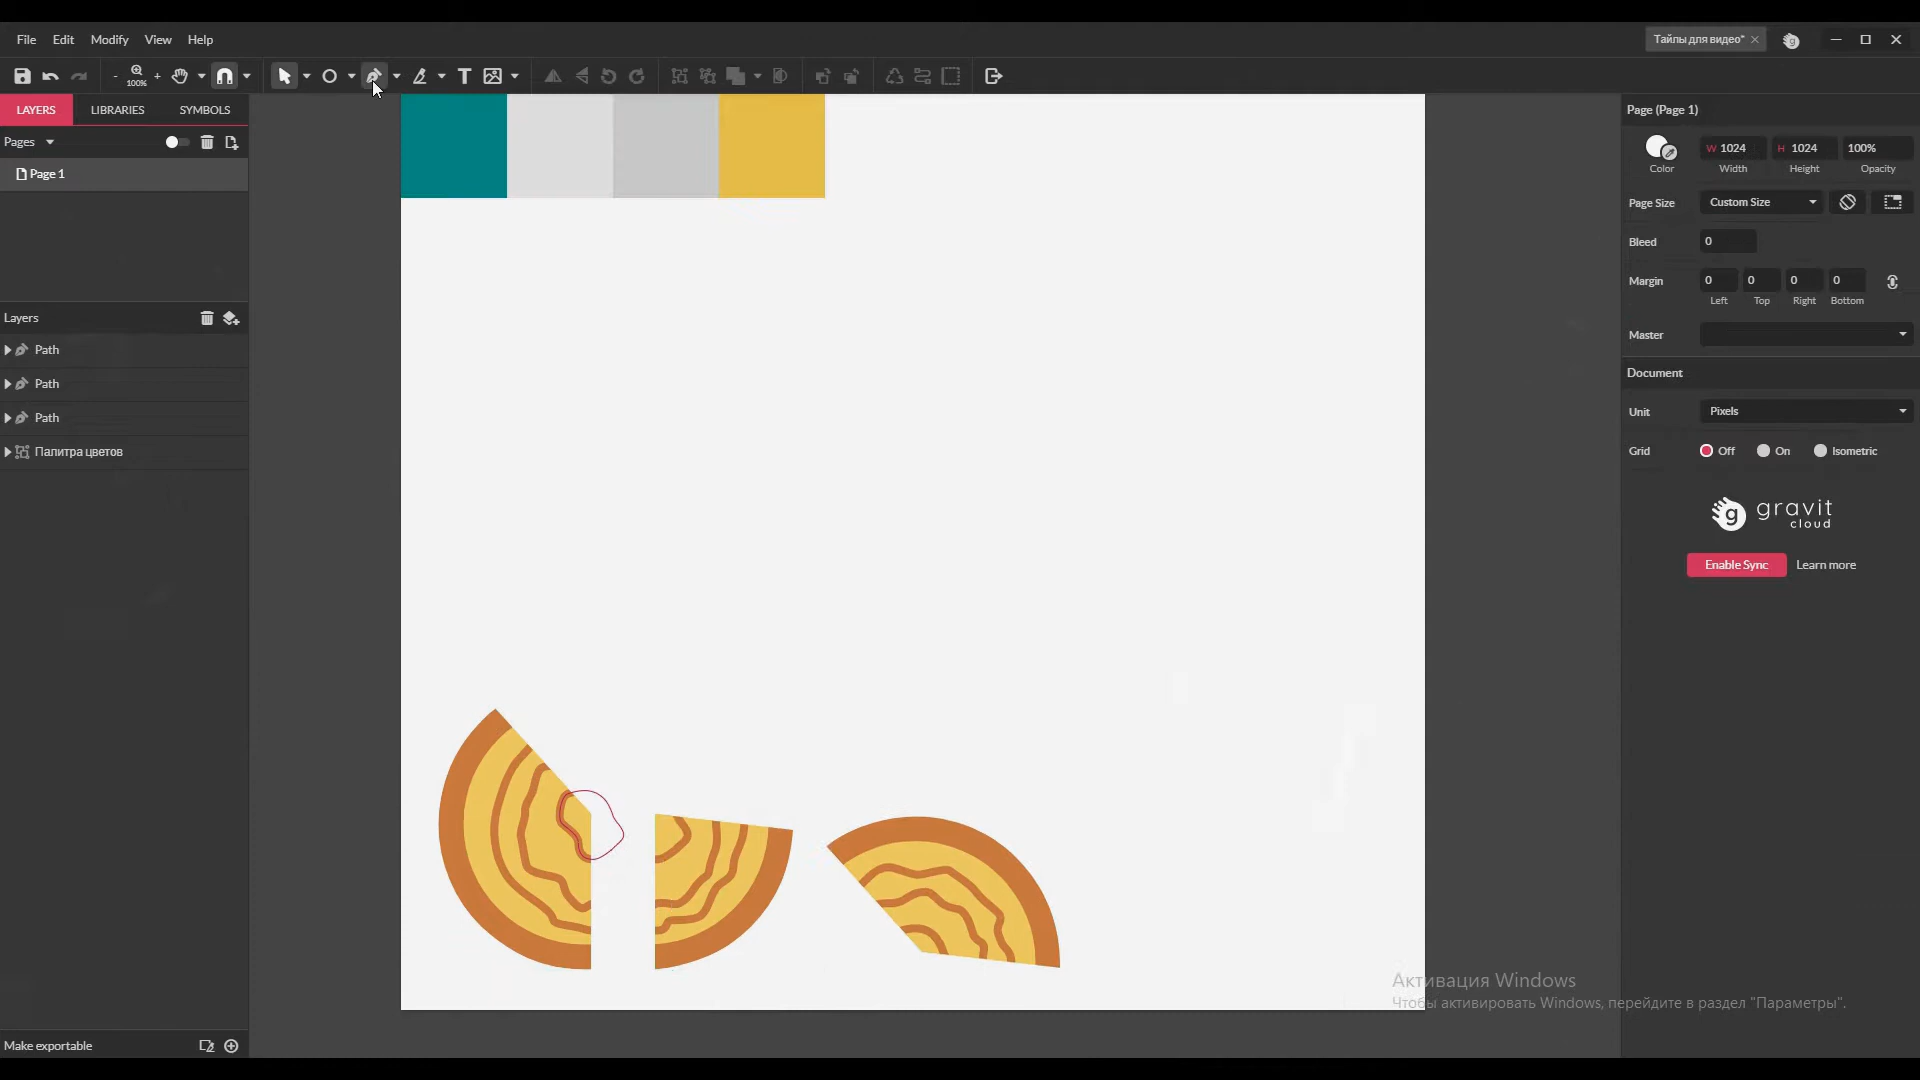 File Edit Modify View Help
Тайлы для видео*
- 100% +
LAYERS LIBRARIES SYMBOLS
Pages
Page 1
Layers
Path
Path
Path
Палитра цветов
Make exportable
Page (Page 1)
W 1024 H 1024 100%
Color Width Height Opacity
Page Size Custom Size
Bleed 0
Margin 0 0 0 0
Left Top Right Bottom
Master
Document
Unit Pixels
Grid Off On Isometric
g gravit
cloud
Enable Sync Learn more
Активация Windows
Чтобы активировать Windows, перейдите в раздел "Параметры".